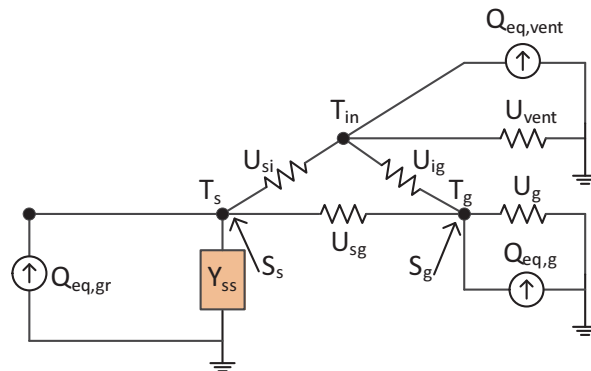 Q_eq,vent
T_in
U_vent
U_si
U_ig
T_s
T_g
U_g
U_sg
S_s
S_g
Q_eq,g
Q_eq,gr
Y_ss